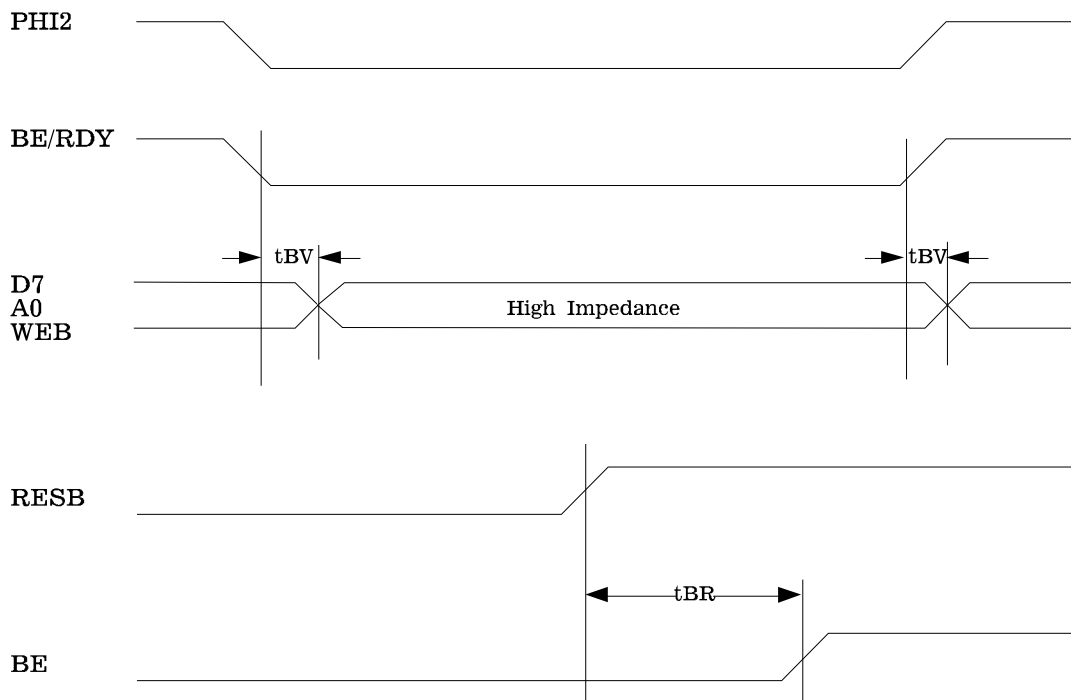 PHI2
BE/RDY
tBV tBV
D7
A0
High Impedance
WEB
RESB
tBR
BE